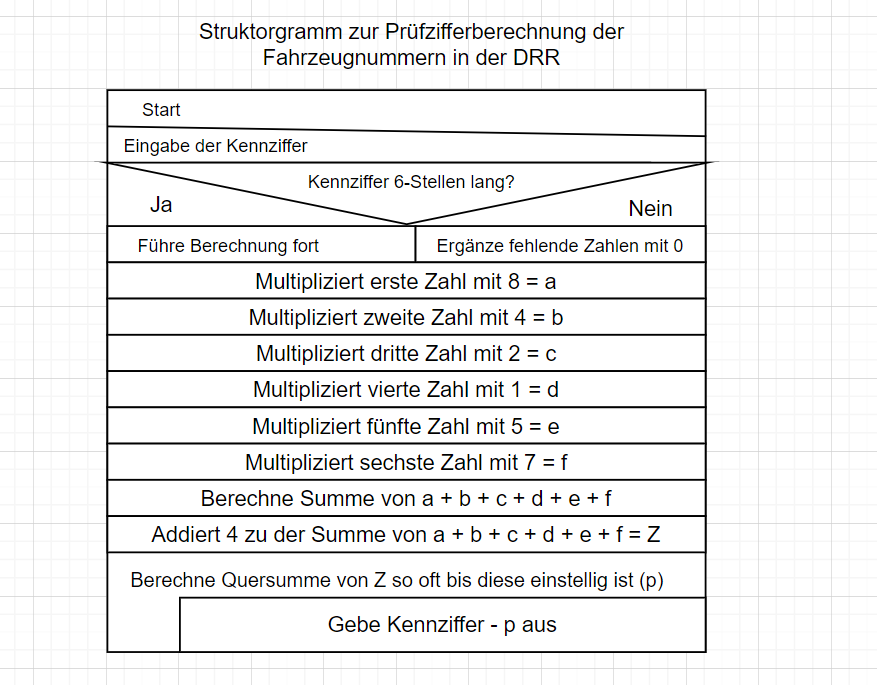 Struktorgramm zur Prüfzifferberechnung der
Fahrzeugnummern in der DRR
Start
Eingabe der Kennziffer
Kennziffer 6-Stellen lang?
Ja
Nein
Führe Berechnung fort
Ergänze fehlende Zahlen mit 0
Multipliziert erste Zahl mit 8 = a
Multipliziert zweite Zahl mit 4 = b
Multipliziert dritte Zahl mit 2 = c
Multipliziert vierte Zahl mit 1 = d
Multipliziert fünfte Zahl mit 5 = e
Multipliziert sechste Zahl mit 7 = f
Berechne Summe von a + b + c + d + e + f
Addiert 4 zu der Summe von a + b + c + d + e + f = Z
Berechne Quersumme von Z so oft bis diese einstellig ist (p)
Gebe Kennziffer - p aus